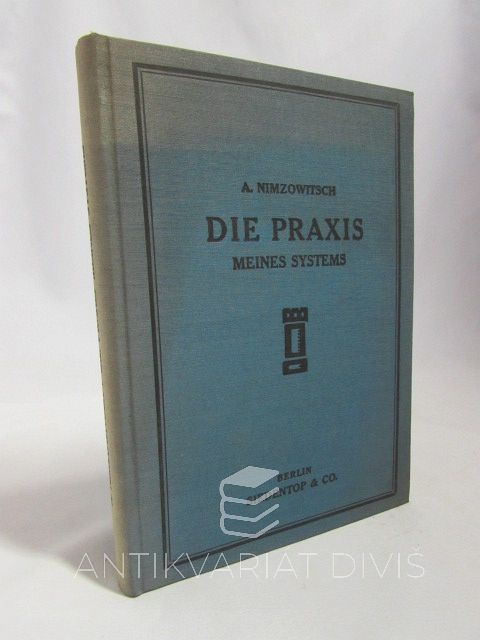 A. NIMZOWITSCH
DIE PRAXIS
MEINES SYSTEMS
BERLIN
& CO.
ANTIKVARIAT DIVIŠ